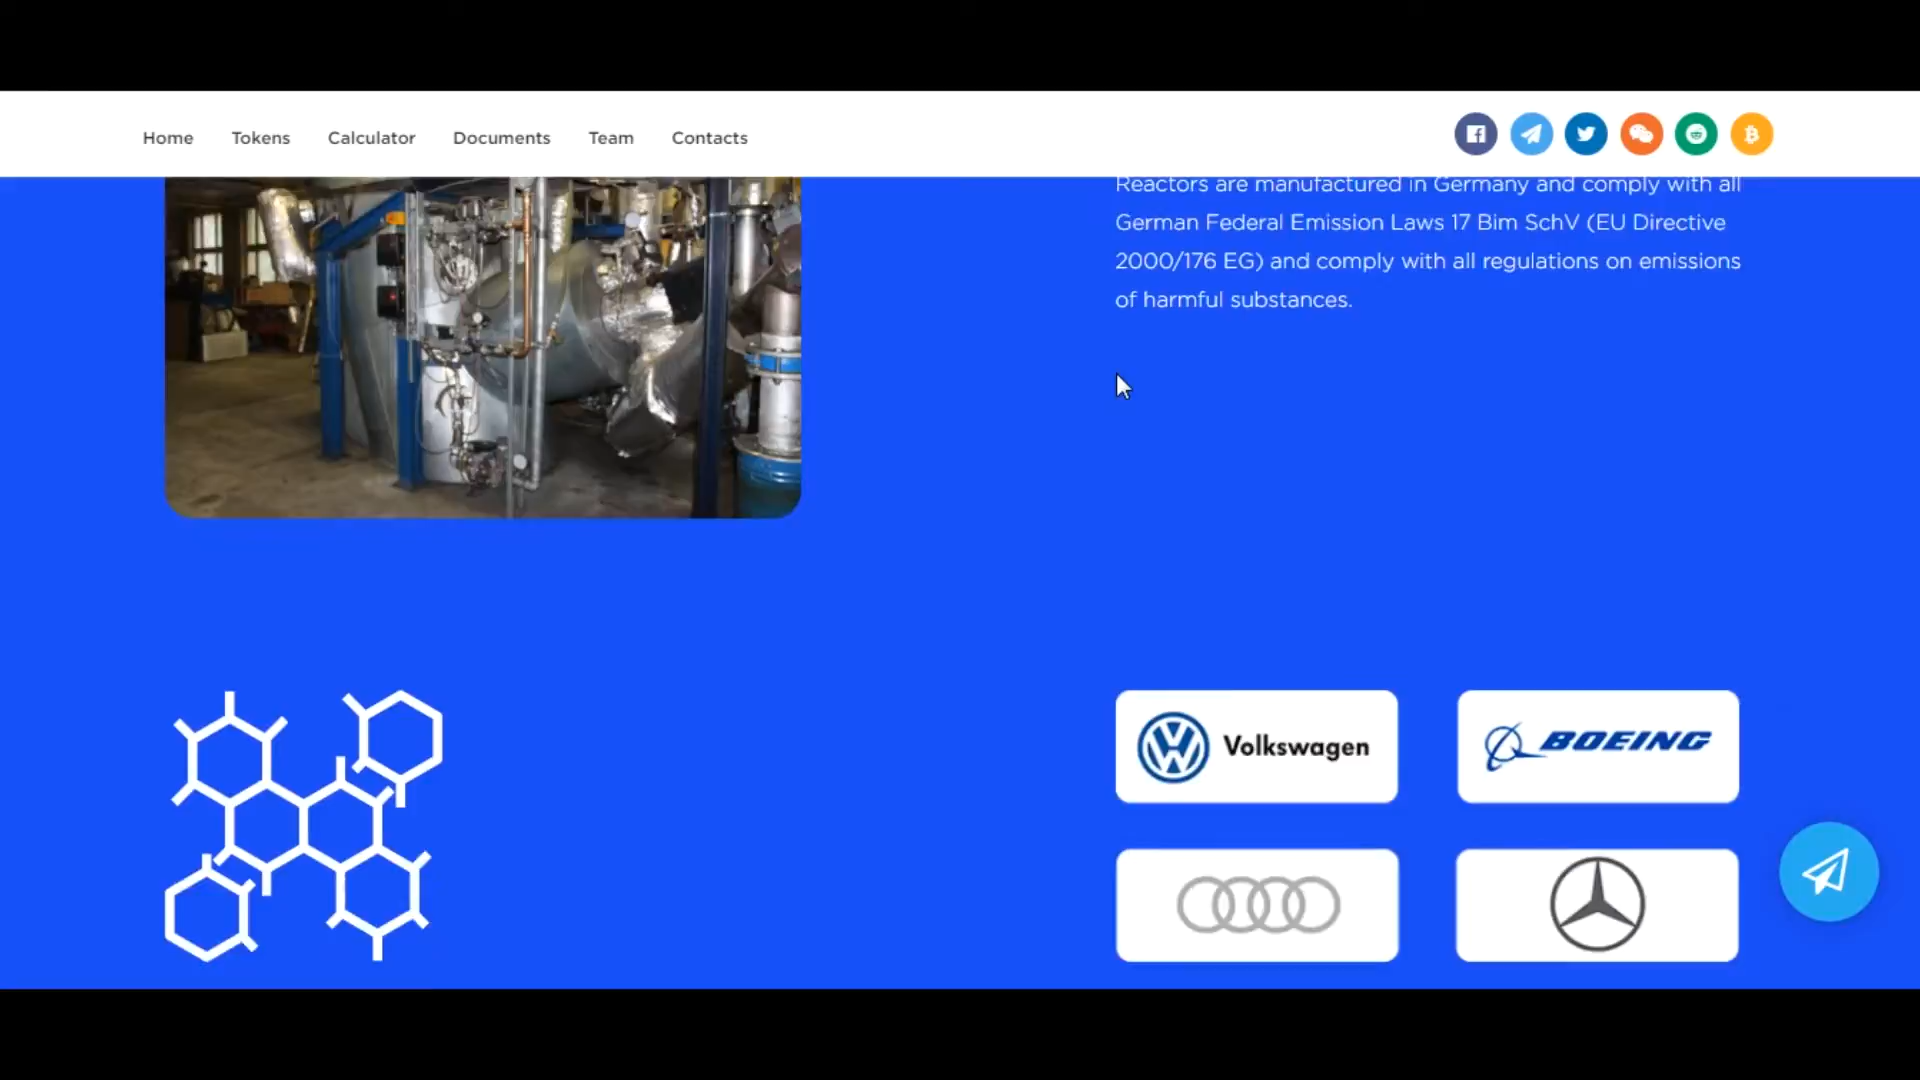 Home Tokens Calculator Documents Team Contacts
Reactors are manufactured in Germany and comply with all
German Federal Emission Laws 17 Bim SchV (EU Directive
2000/176 EG) and comply with all regulations on emissions
of harmful substances.
Volkswagen
BOEING